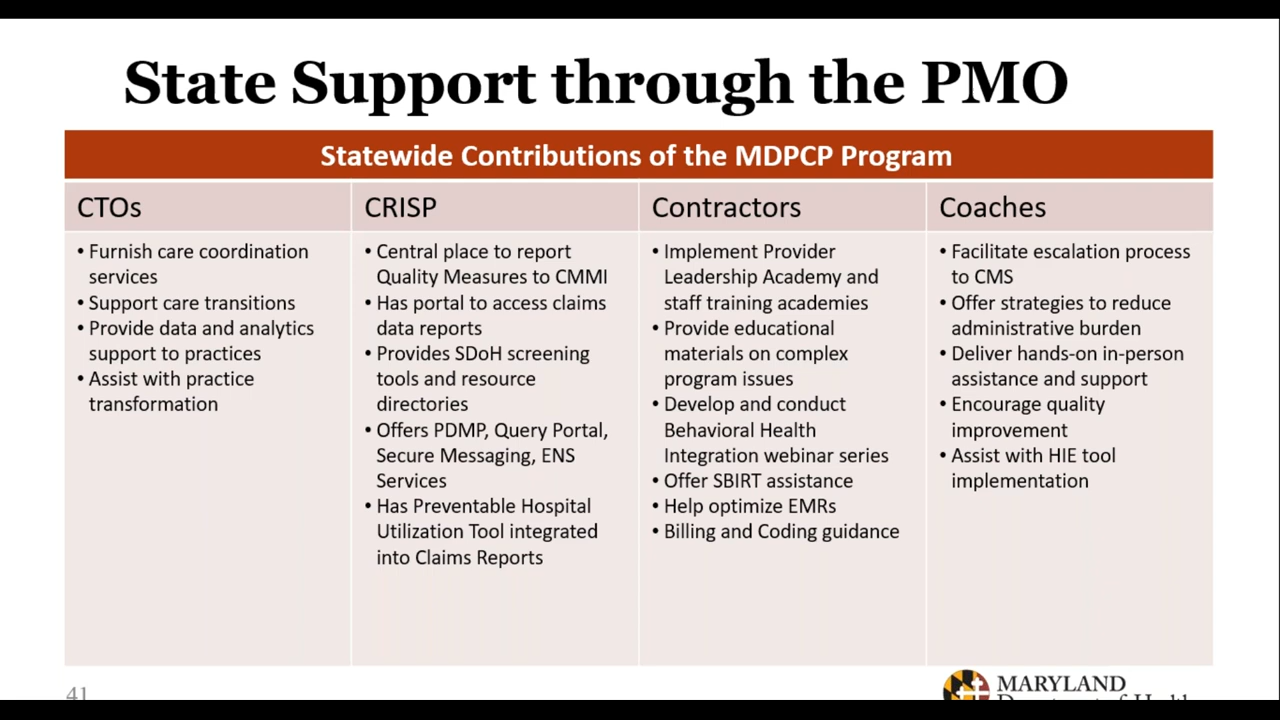 State Support through the PMO
Statewide Contributions of the MDPCP Program
CTOs
• Furnish care coordination
services
• Support care transitions
• Provide data and analytics
support to practices
• Assist with practice
transformation
CRISP
• Central place to report
Quality Measures to CMMI
• Has portal to access claims
data reports
• Provides SDoH screening
tools and resource
directories
• Offers PDMP, Query Portal,
Secure Messaging, ENS
Services
• Has Preventable Hospital
Utilization Tool integrated
into Claims Reports
Contractors
• Implement Provider
Leadership Academy and
staff training academies
• Provide educational
materials on complex
program issues
• Develop and conduct
Behavioral Health
Integration webinar series
• Offer SBIRT assistance
• Help optimize EMRs
• Billing and Coding guidance
Coaches
• Facilitate escalation process
to CMS
• Offer strategies to reduce
administrative burden
• Deliver hands-on in-person
assistance and support
• Encourage quality
improvement
• Assist with HIE tool
implementation
41
MARYLAND
Department of Health